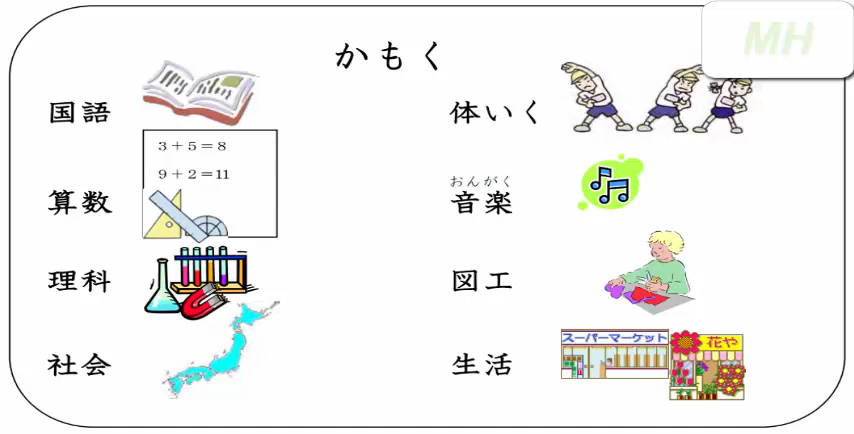 MH
かもく
国語
体いく
3＋5＝8
9＋2＝11
算数
おんがく
音楽
理科
図工
社会
生活
スーパーマーケット
花や